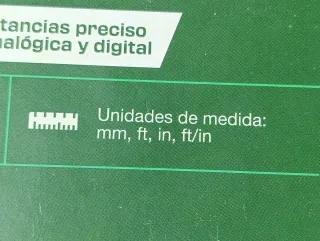 tancias preciso
nalógica y digital
Unidades de medida:
mm, ft, in, ft/in